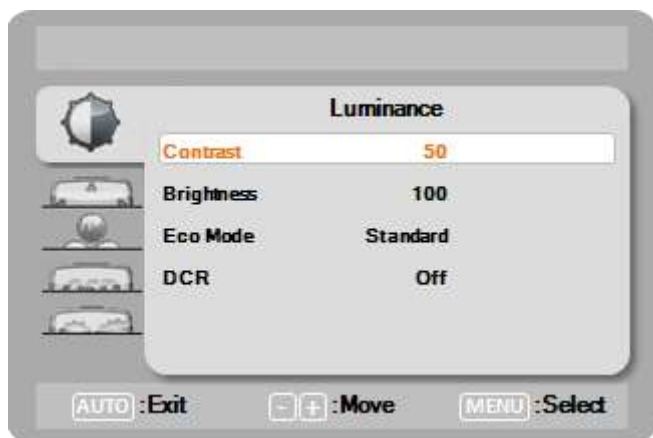 Luminance
Contrast 50
Brightness 100
Eco Mode Standard
DCR Off
AUTO :Exit - + :Move MENU :Select